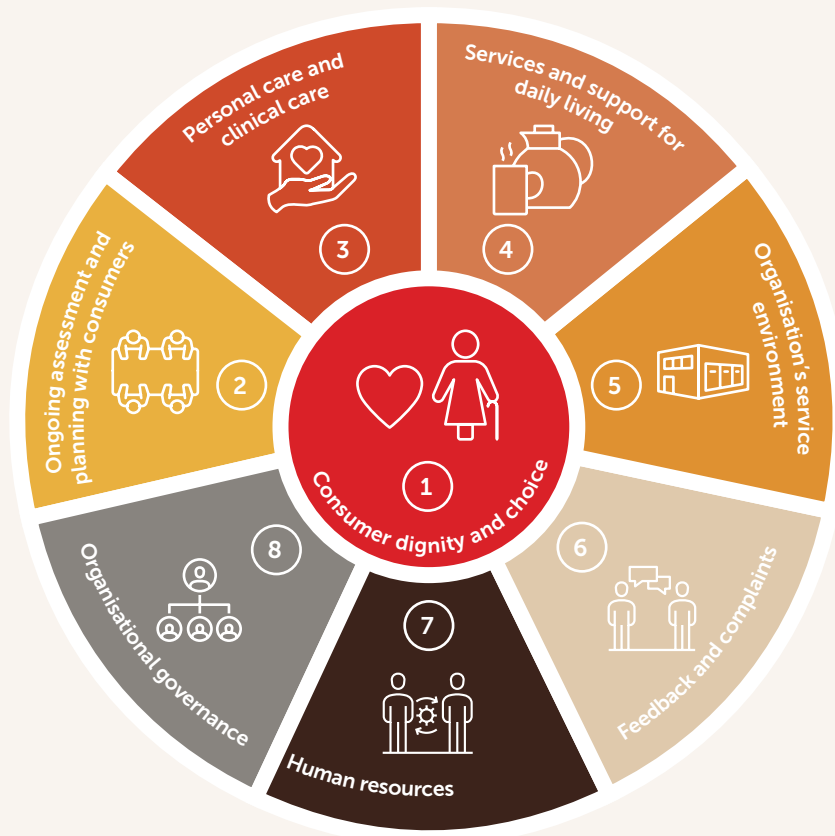 1
Consumer dignity and choice
2
Ongoing assessment and
planning with consumers
3
Personal care and
clinical care
4
Services and support for
daily living
5
Organisation's service
environment
6
Feedback and complaints
7
Human resources
8
Organisational governance